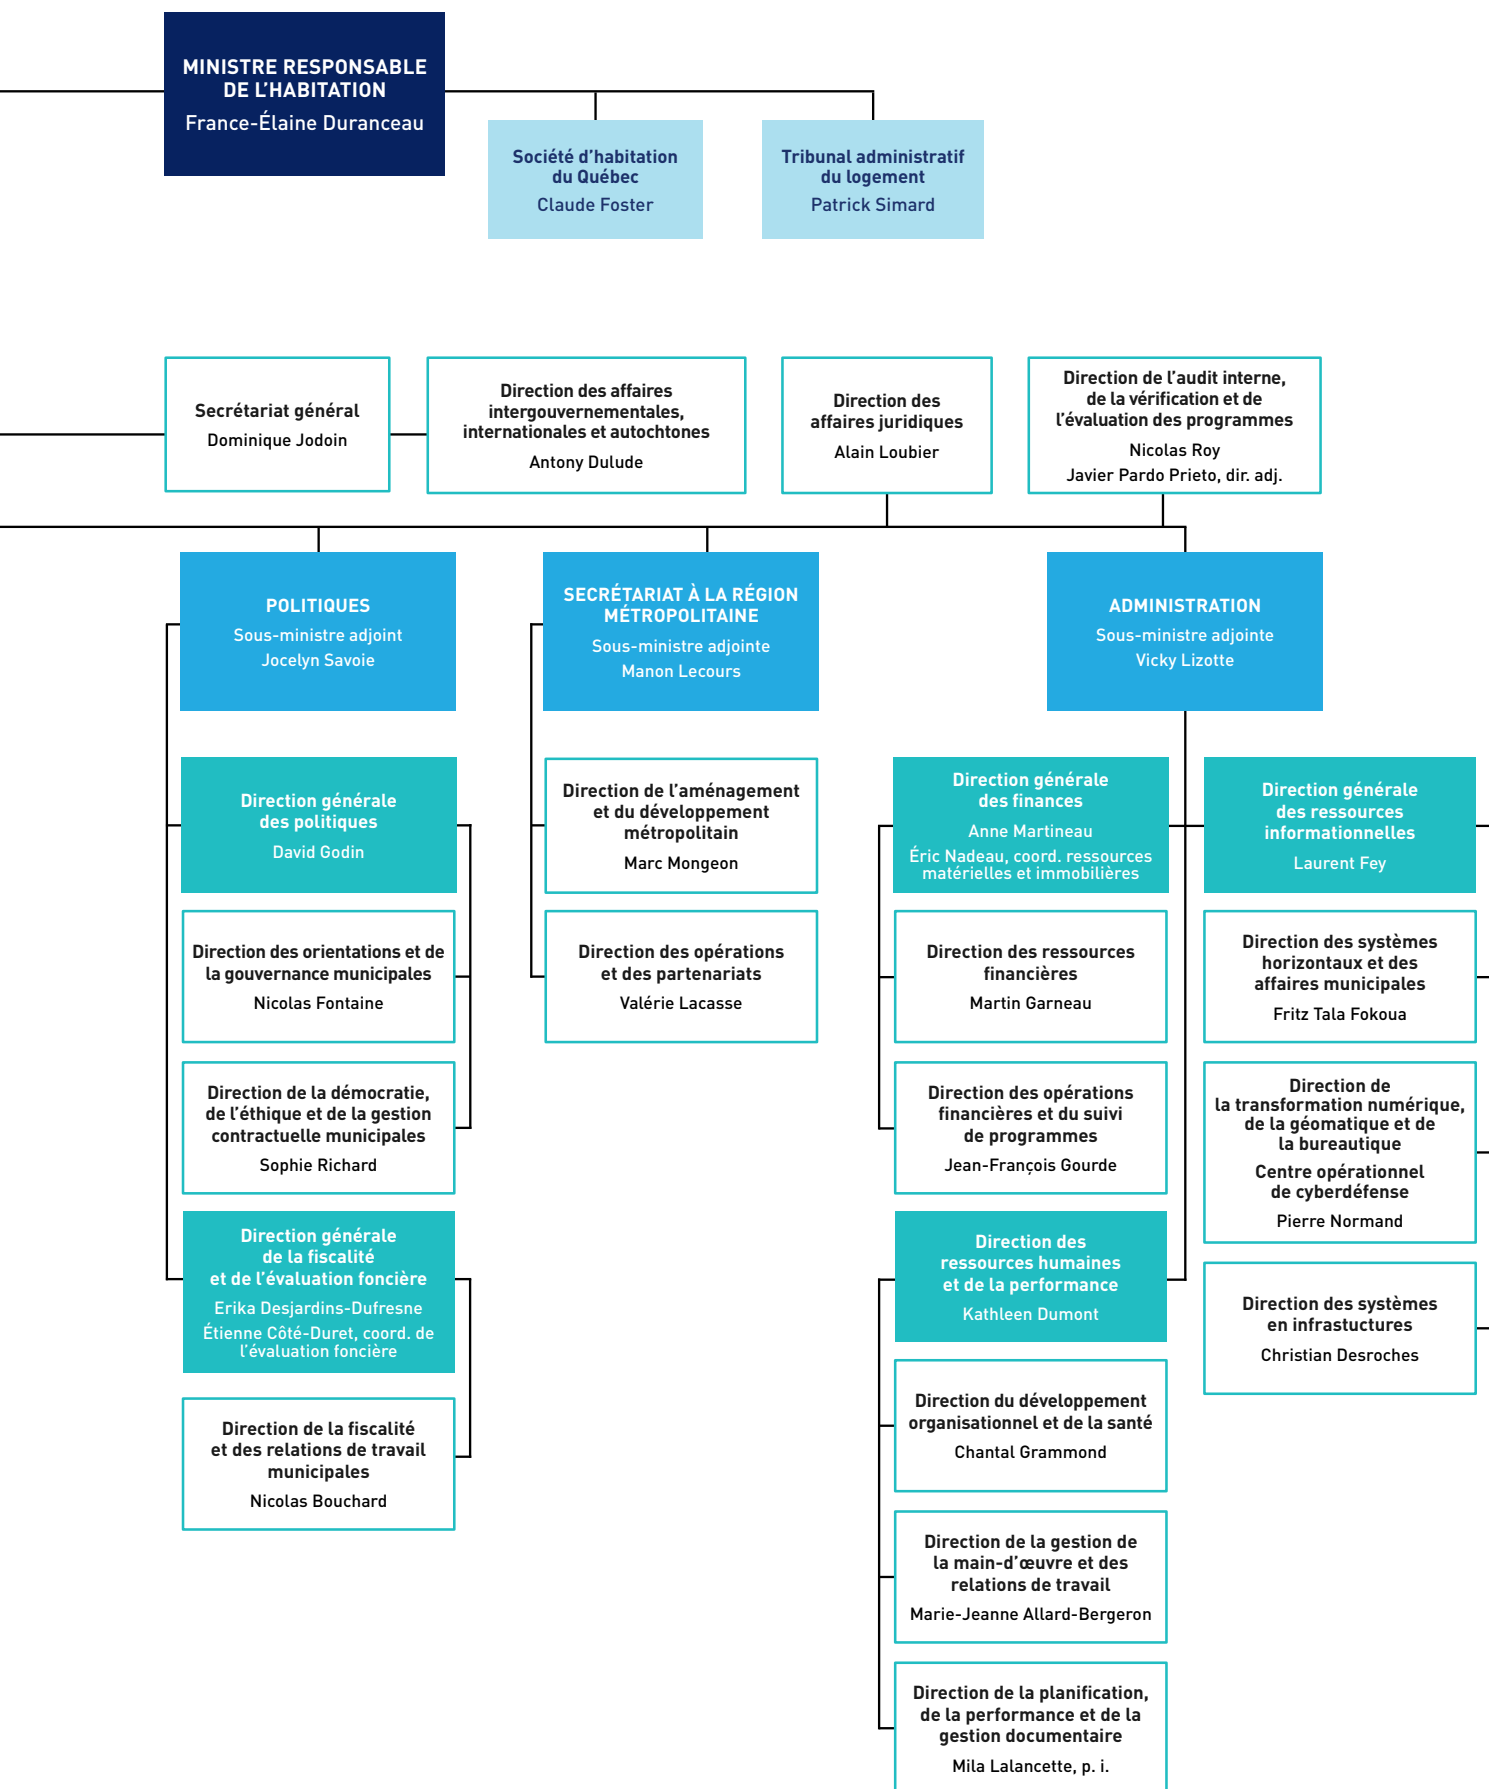 MINISTRE RESPONSABLE
DE L’HABITATION
France-Élaine Duranceau
Société d’habitation
du Québec
Claude Foster
Tribunal administratif
du logement
Patrick Simard
Secrétariat général
Dominique Jodoin
Direction des affaires
intergouvernementales,
internationales et autochtones
Antony Dulude
Direction des
affaires juridiques
Alain Loubier
Direction de l’audit interne,
de la vérification et de
l’évaluation des programmes
Nicolas Roy
Javier Pardo Prieto, dir. adj.
POLITIQUES
Sous-ministre adjoint
Jocelyn Savoie
Direction générale
des politiques
David Godin
Direction des orientations et de
la gouvernance municipales
Nicolas Fontaine
Direction de la démocratie,
de l’éthique et de la gestion
contractuelle municipales
Sophie Richard
Direction générale
de la fiscalité
et de l’évaluation foncière
Erika Desjardins-Dufresne
Étienne Côté-Duret, coord. de
l’évaluation foncière
Direction de la fiscalité
et des relations de travail
municipales
Nicolas Bouchard
SECRÉTARIAT À LA RÉGION
MÉTROPOLITAINE
Sous-ministre adjointe
Manon Lecours
Direction de l’aménagement
et du développement
métropolitain
Marc Mongeon
Direction des opérations
et des partenariats
Valérie Lacasse
ADMINISTRATION
Sous-ministre adjointe
Vicky Lizotte
Direction générale
des finances
Anne Martineau
Éric Nadeau, coord. ressources
matérielles et immobilières
Direction des ressources
financières
Martin Garneau
Direction des opérations
financières et du suivi
de programmes
Jean-François Gourde
Direction des
ressources humaines
et de la performance
Kathleen Dumont
Direction du développement
organisationnel et de la santé
Chantal Grammond
Direction de la gestion de
la main-d’œuvre et des
relations de travail
Marie-Jeanne Allard-Bergeron
Direction de la planification,
de la performance et de la
gestion documentaire
Mila Lalancette, p. i.
Direction générale
des ressources
informationnelles
Laurent Fey
Direction des systèmes
horizontaux et des
affaires municipales
Fritz Tala Fokoua
Direction de
la transformation numérique,
de la géomatique et de
la bureautique
Centre opérationnel
de cyberdéfense
Pierre Normand
Direction des systèmes
en infrastuctures
Christian Desroches